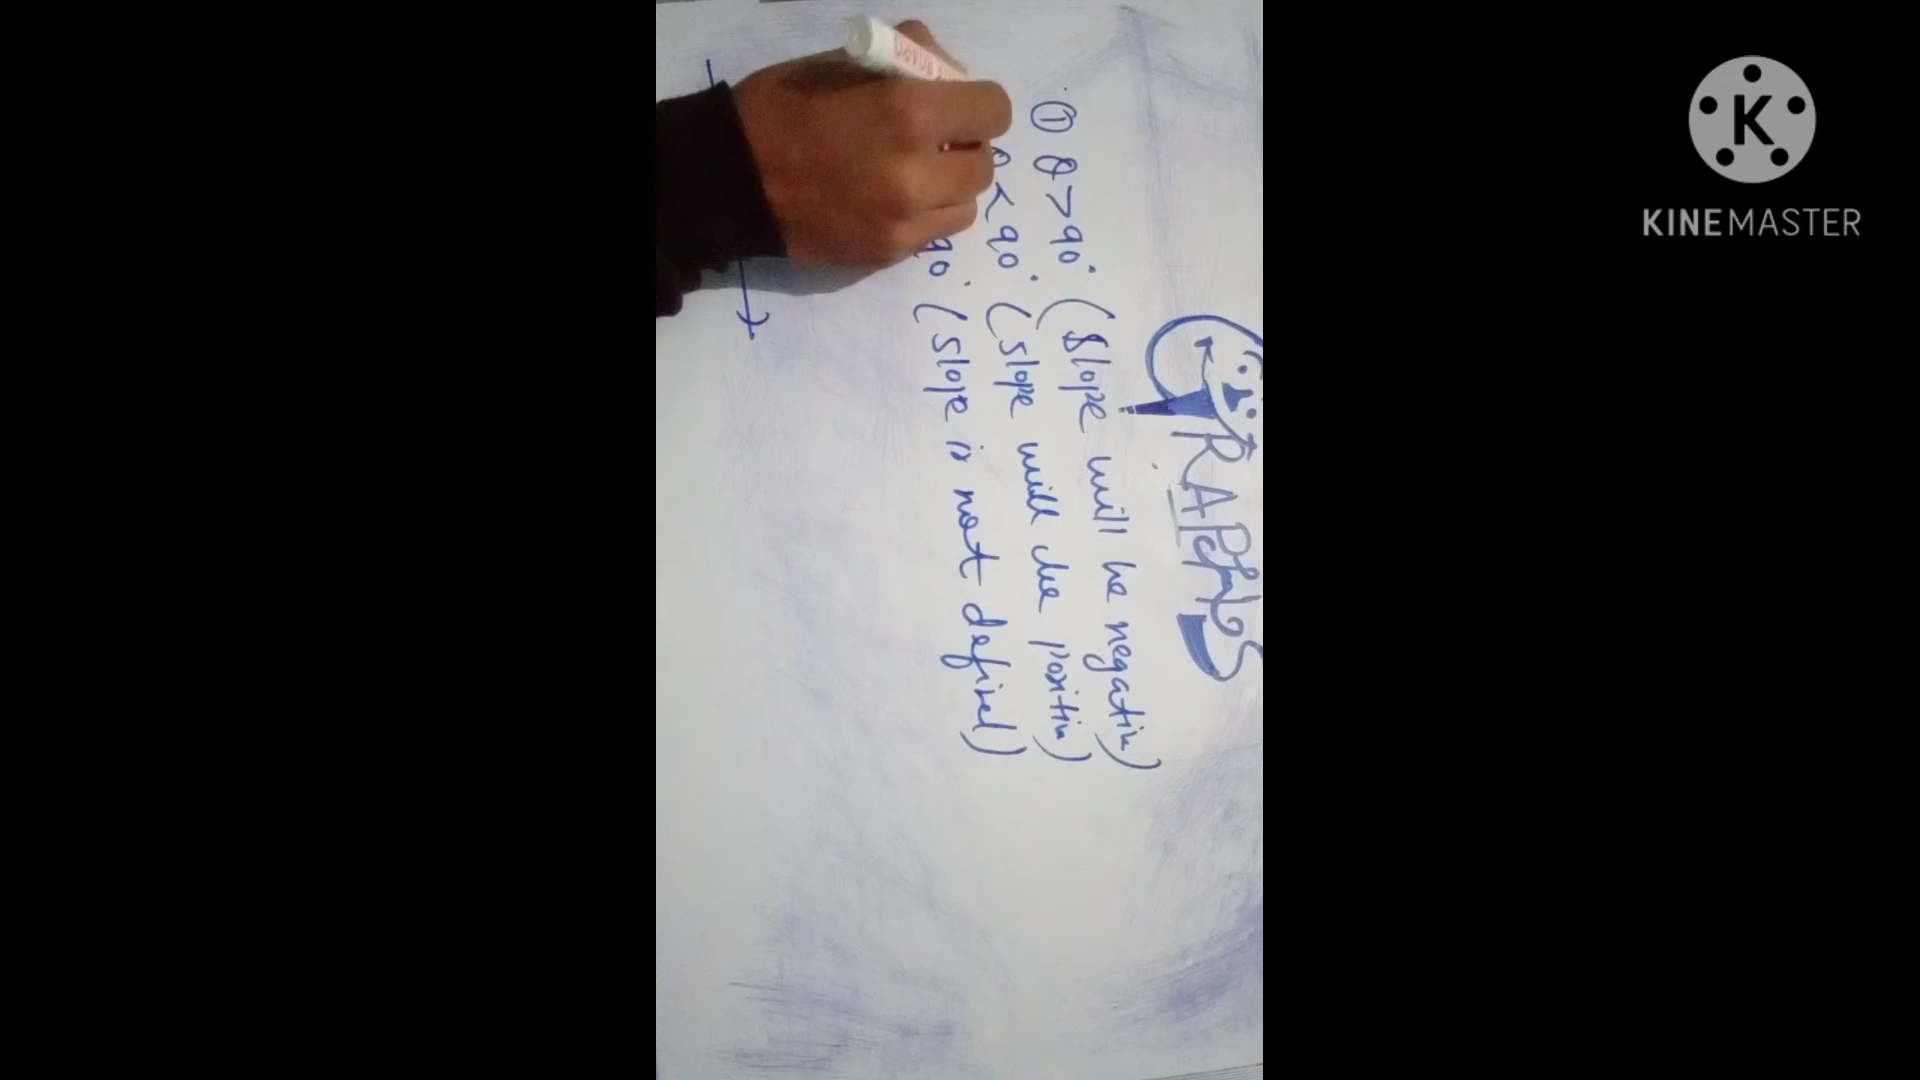 GRAPHS
① θ > 90° (Slope will be negative)
θ < 90° (slope will be positive)
90° (slope is not defined)
KINEMASTER